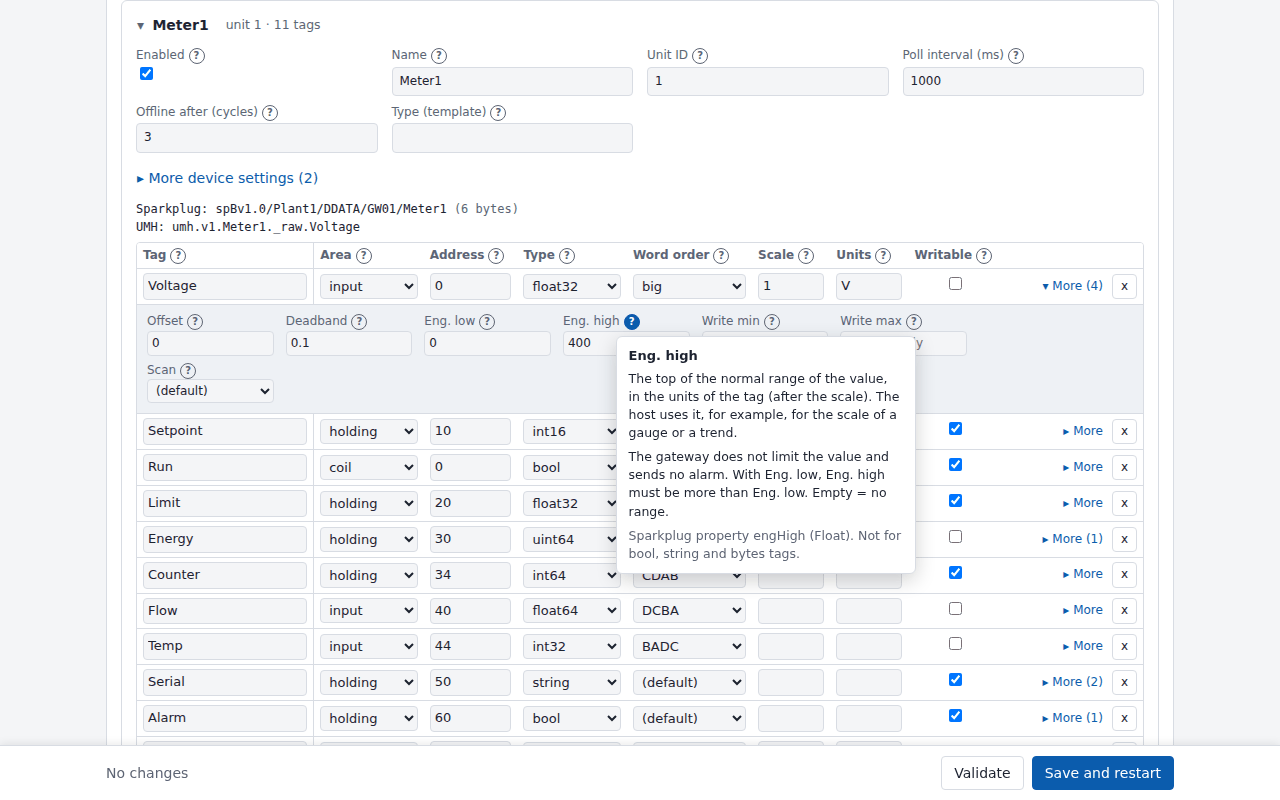 ▾ Meter1 unit 1 · 11 tags
Enabled ? Name ? Unit ID ? Poll interval (ms) ?
Meter1 1 1000
Offline after (cycles) ? Type (template) ?
3
▸ More device settings (2)
Sparkplug: spBv1.0/Plant1/DDATA/GW01/Meter1 (6 bytes)
UMH: umh.v1.Meter1._raw.Voltage
Tag ? Area ? Address ? Type ? Word order ? Scale ? Units ? Writable ?
Voltage input 0 float32 big 1 V ▾ More (4) x
Offset ? Deadband ? Eng. low ? Eng. high ? Write min ? Write max ?
0 0.1 0 400
Scan ?
(default)
Eng. high
The top of the normal range of the value,
in the units of the tag (after the scale). The
host uses it, for example, for the scale of a
gauge or a trend.
The gateway does not limit the value and
sends no alarm. With Eng. low, Eng. high
must be more than Eng. low. Empty = no
range.
Sparkplug property engHigh (Float). Not for
bool, string and bytes tags.
Setpoint holding 10 int16 ▸ More x
Run coil 0 bool ▸ More x
Limit holding 20 float32 ▸ More x
Energy holding 30 uint64 ▸ More (1) x
Counter holding 34 int64 CDAB ▸ More x
Flow input 40 float64 DCBA ▸ More x
Temp input 44 int32 BADC ▸ More x
Serial holding 50 string (default) ▸ More (2) x
Alarm holding 60 bool (default) ▸ More (1) x
No changes Validate Save and restart